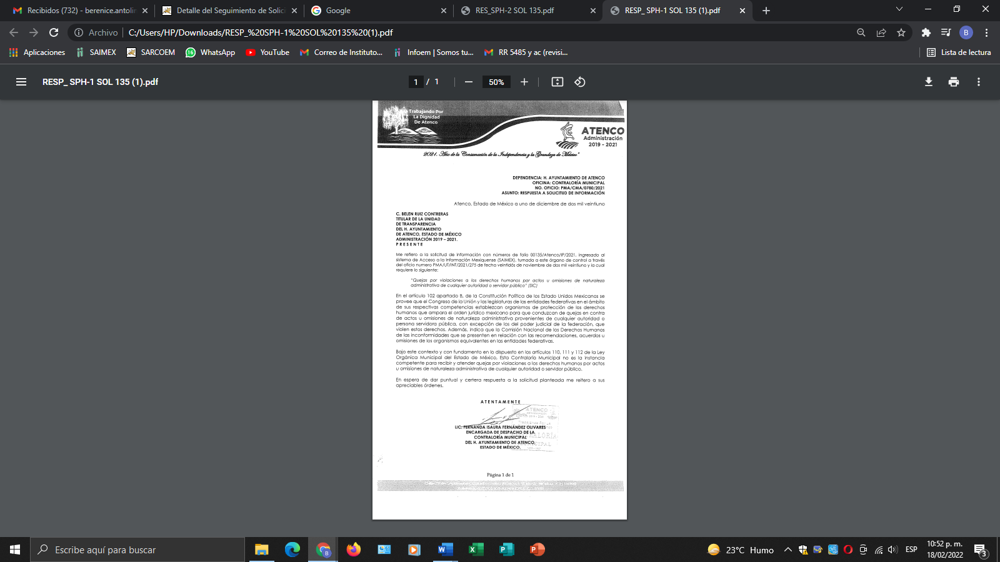 Recibidos (732) - berenice.antolin
Detalle del Seguimiento de Solici
Google
RES_SPH-2 SOL 135.pdf
RESP_ SPH-1 SOL 135 (1).pdf
Archivo
C:/Users/HP/Downloads/RESP_%20SPH-1%20SOL%20135%20(1).pdf
B
Aplicaciones
SAIMEX
SARCOEM
16
WhatsApp
YouTube
Correo de Instituto...
Infoem | Somos tu...
RR 5485 y ac (revisi...
Lista de lectura
RESP_ SPH-1 SOL 135 (1).pdf
1 / 1
50%
Trabajando Por
La Dignidad
De Atenco
ATENCO
Administración
2019 - 2021
2021. Año de la Consumación de la Independencia y la Grandeza de México"
DEPENDENCIA: H. AYUNTAMIENTO DE ATENCO
OFICINA: CONTRALORÍA MUNICIPAL
NO. OFICIO: PMA/CMA/0780/2021
ASUNTO: RESPUESTA A SOLICITUD DE INFORMACIÓN
Atenco, Estado de México a uno de diciembre de dos mil veintiuno
C. BELEN RUIZ CONTRERAS
TITULAR DE LA UNIDAD
DE TRANSPARENCIA
DEL H. AYUNTAMIENTO
DE ATENCO, ESTADO DE MÉXICO
ADMINISTRACIÓN 2019 – 2021.
P R E S E N T E
Me refiero a la solicitud de información con números de folio 00135/Atenco/IP/2021, ingresado al
sistema de Acceso a la Información Mexiquense (SAIMEX), turnada a este órgano de control a través
del oficio numero PMA/UT/INT/2021/275 de fecha veintidós de noviembre de dos mil veintiuno y la cual
requiere lo siguiente:
"Quejas por violaciones a los derechos humanos por actos u omisiones de naturaleza
administrativa de cualquier autoridad o servidor público" (SIC)
En el artículo 102 apartado B, de la Constitución Política de los Estado Unidos Mexicanos se
provee que el Congreso de la Unión y las legislaturas de las entidades federativas en el ámbito
de sus respectivas competencias establezcan organismos de protección de los derechos
humanos que ampara el orden jurídico mexicano para que conduzcan de quejas en contra
de actos u omisiones de naturaleza administrativa provenientes de cualquier autoridad o
persona servidora pública, con excepción de los del poder judicial de la federación, que
violen estos derechos. Además, indica que la Comisión Nacional de los Derechos Humanos
de las inconformidades que se presenten en relación con las recomendaciones, acuerdos u
omisiones de los organismos equivalentes en las entidades federativas.
Bajo este contexto y con fundamento en lo dispuesto en los artículos 110, 111 y 112 de la Ley
Orgánica Municipal del Estado de México, Esta Contraloría Municipal no es la instancia
competente para recibir y atender quejas por violaciones a los derechos humanos por actos
u omisiones de naturaleza administrativa de cualquier autoridad o servidor público.
En espera de dar puntual y certera respuesta a la solicitud planteada me reitero a sus
apreciables órdenes.
A T E N T A M E N T E
ATENCO
LIC. FERNANDA ISAURA FERNÁNDEZ OLIVARES
ENCARGADA DE DESPACHO DE LA
CONTRALORÍA MUNICIPAL
DEL H. AYUNTAMIENTO DE ATENCO,
ESTADO DE MÉXICO.
Página 1 de 1
Escribe aquí para buscar
23°C Humo
ESP
10:52 p. m.
18/02/2022
3